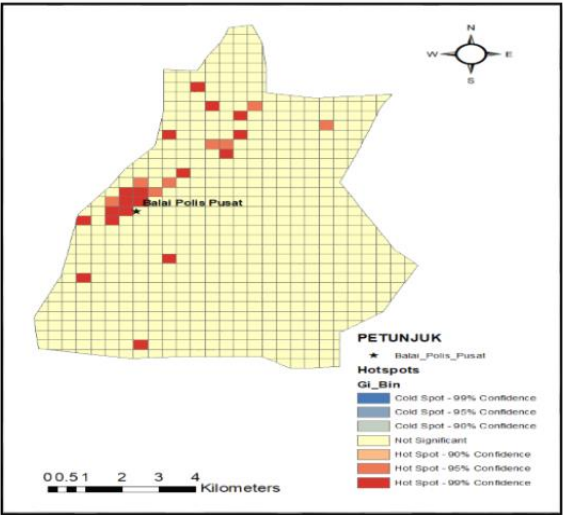 N
W E
S
Balai Polis Pusat
PETUNJUK
Balai_Polis_Pusat
Hotspots
Gi_Bin
Cold Spot - 99% Confidence
Cold Spot - 95% Confidence
Cold Spot - 90% Confidence
Not Significant
Hot Spot - 90% Confidence
Hot Spot - 95% Confidence
Hot Spot - 99% Confidence
0 0.5 1 2 3 4
Kilometers